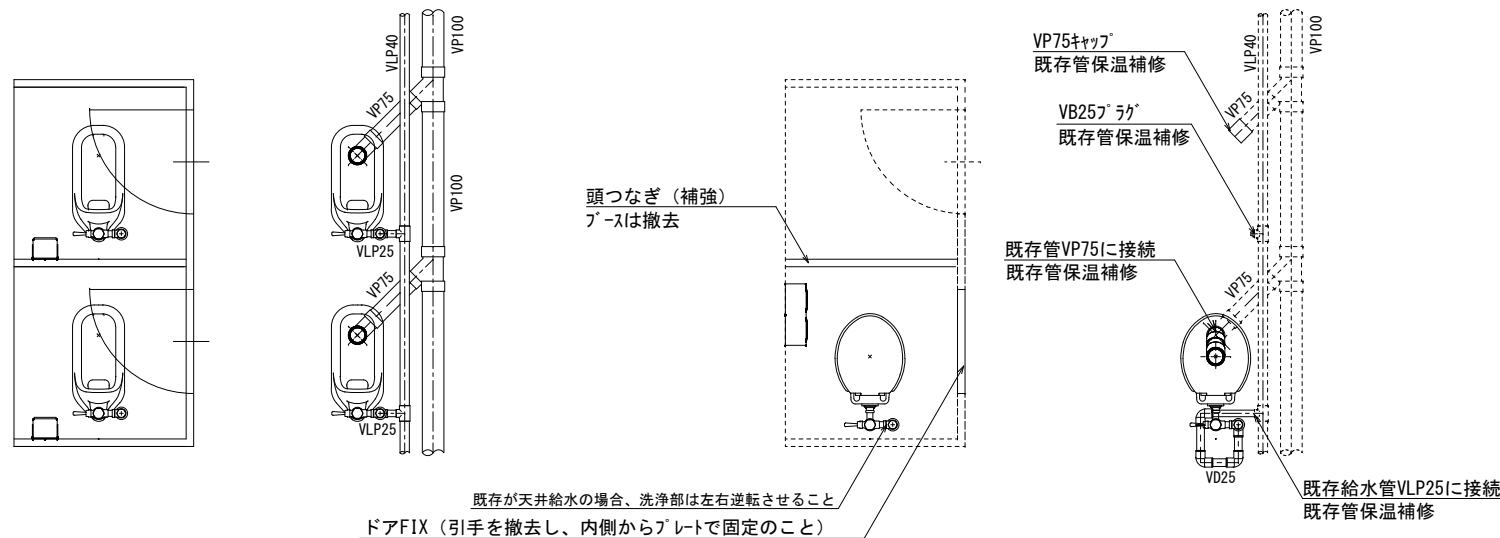 VLP40
VP100
VP75
VP100
VLP25
VP75
VLP25
頭つなぎ（補強）
ブースは撤去
既存が天井給水の場合、洗浄部は左右逆転させること
ドアFIX（引手を撤去し、内側からプレートで固定のこと）
VP75キャップ
既存管保温補修
VB25プラグ
既存管保温補修
既存管VP75に接続
既存管保温補修
VLP40
VP100
VP75
VP75
VD25
既存給水管VLP25に接続
既存管保温補修